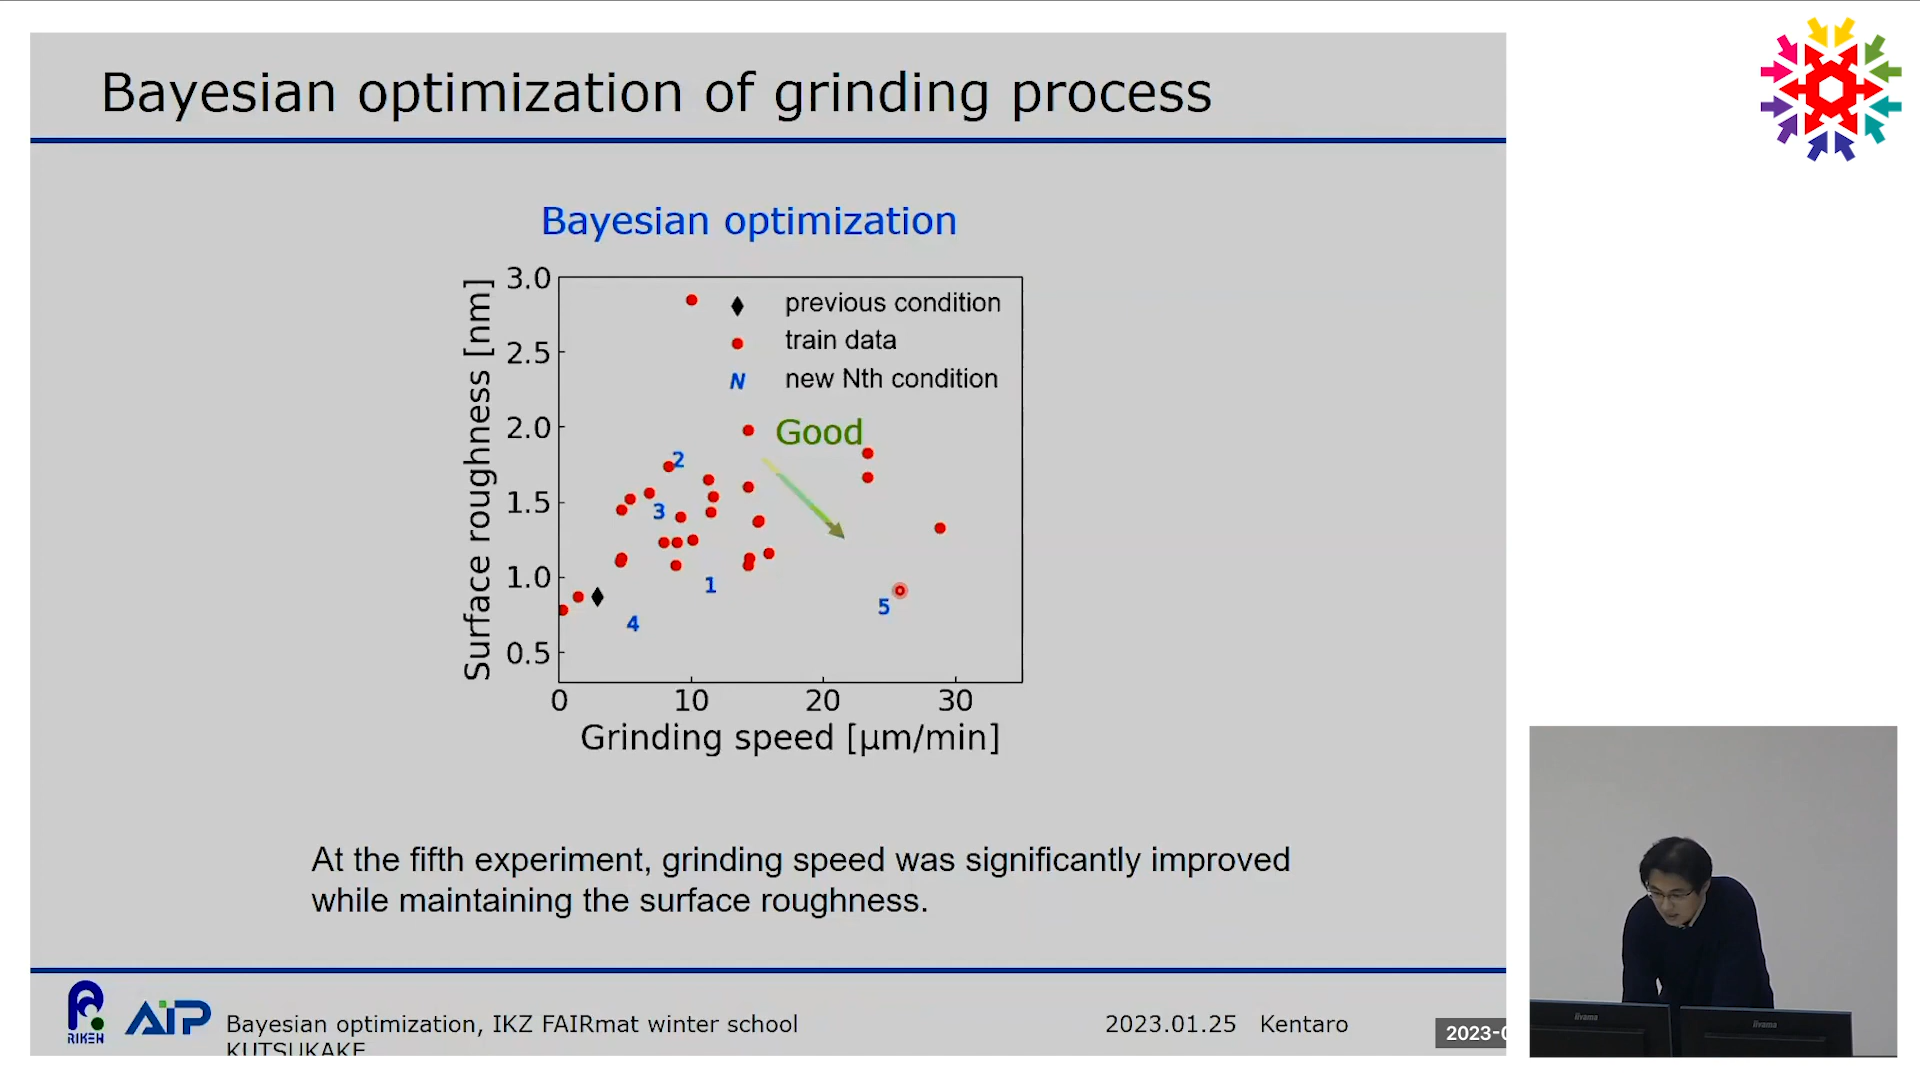 Bayesian optimization of grinding process
Bayesian optimization
Surface roughness [nm]
3.0
2.5
2.0
1.5
1.0
0.5
0
10
20
30
Grinding speed [μm/min]
previous condition
train data
N new Nth condition
Good
2
3
1
4
5
At the fifth experiment, grinding speed was significantly improved
while maintaining the surface roughness.
RIKEN
AIP
Bayesian optimization, IKZ FAIRmat winter school
2023.01.25 Kentaro
KUTSUKAKE
2023-0
iiyama
iiyama